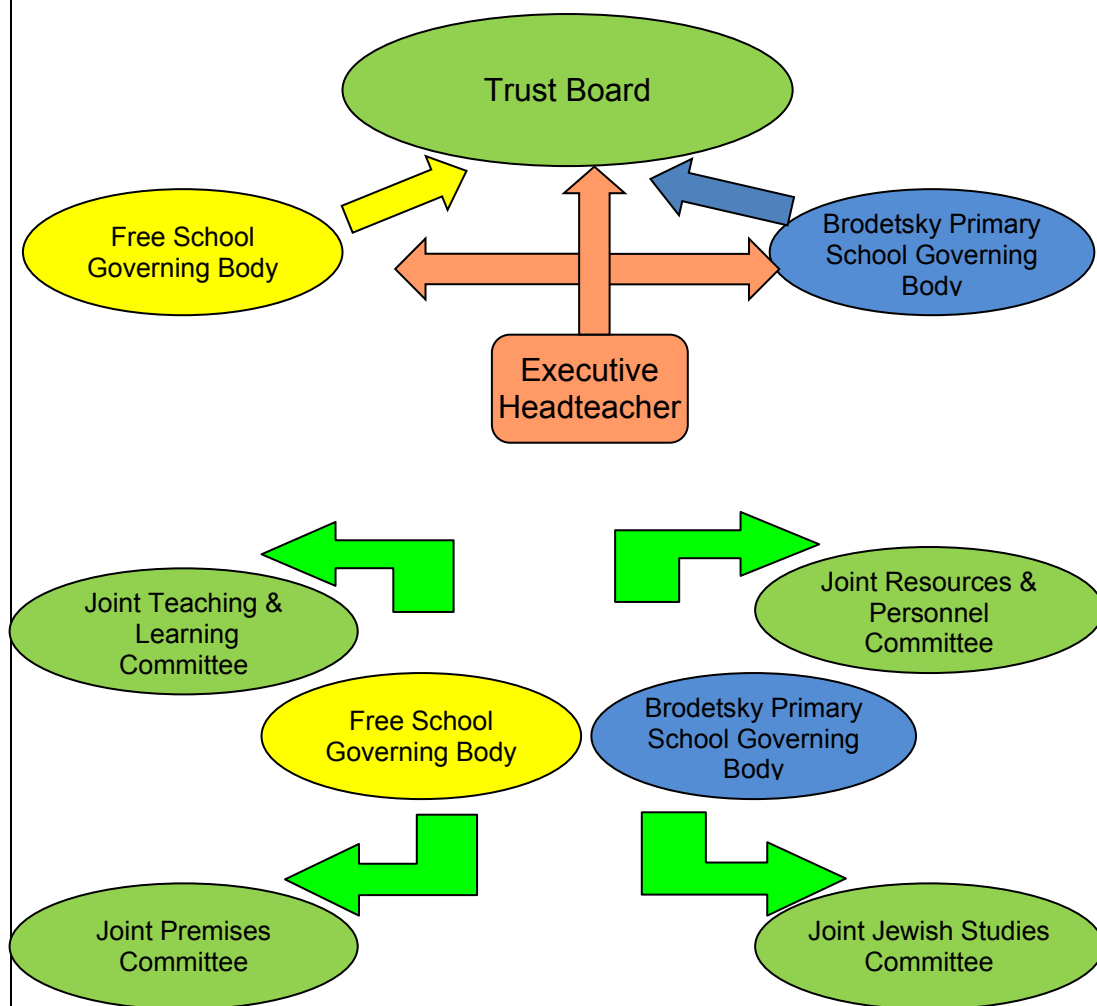 Trust Board
Free School
Governing Body
Brodetsky Primary
School Governing
Body
Executive
Headteacher
Joint Teaching &
Learning
Committee
Joint Resources &
Personnel
Committee
Free School
Governing Body
Brodetsky Primary
School Governing
Body
Joint Premises
Committee
Joint Jewish Studies
Committee